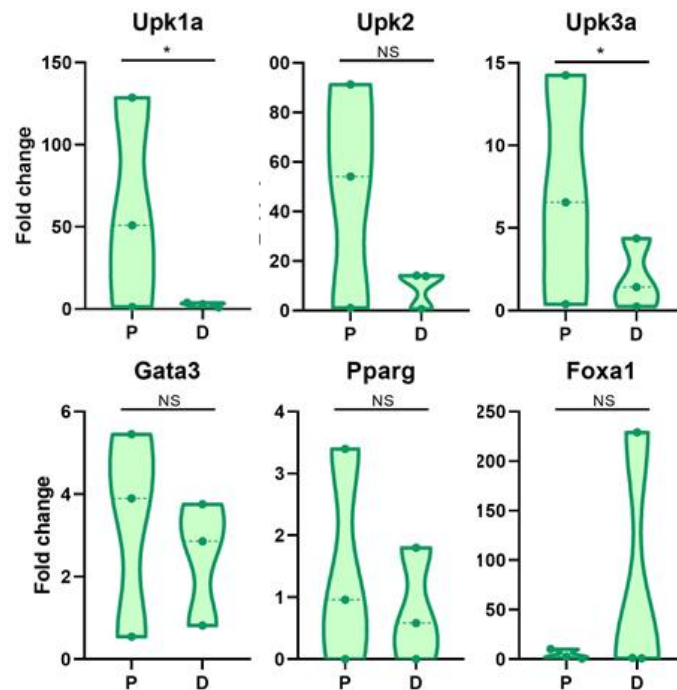 Upk1a Upk2 Upk3a
* NS *
150 00 15
80
100 60 10
Fold change
50 40 5
20
0 0 0
P D P D P D
Gata3 Pparg Foxa1
NS NS NS
6 4 250
200
4 3 150
Fold change
2 100
2 1 50
0 0 0
P D P D P D